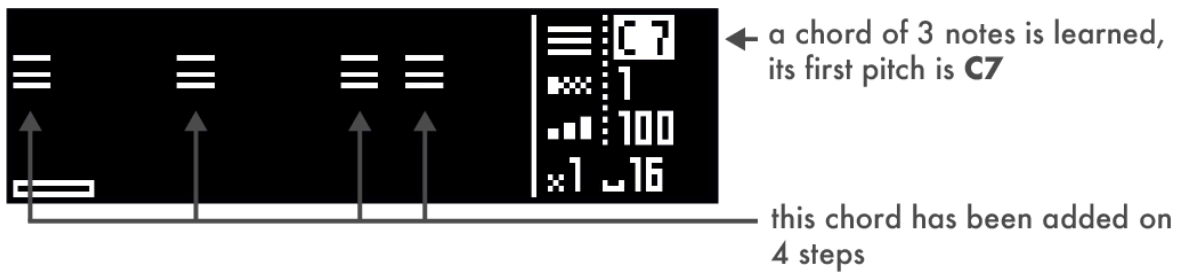 C 7
a chord of 3 notes is learned,
its first pitch is C7
1
100
x1 16
this chord has been added on
4 steps